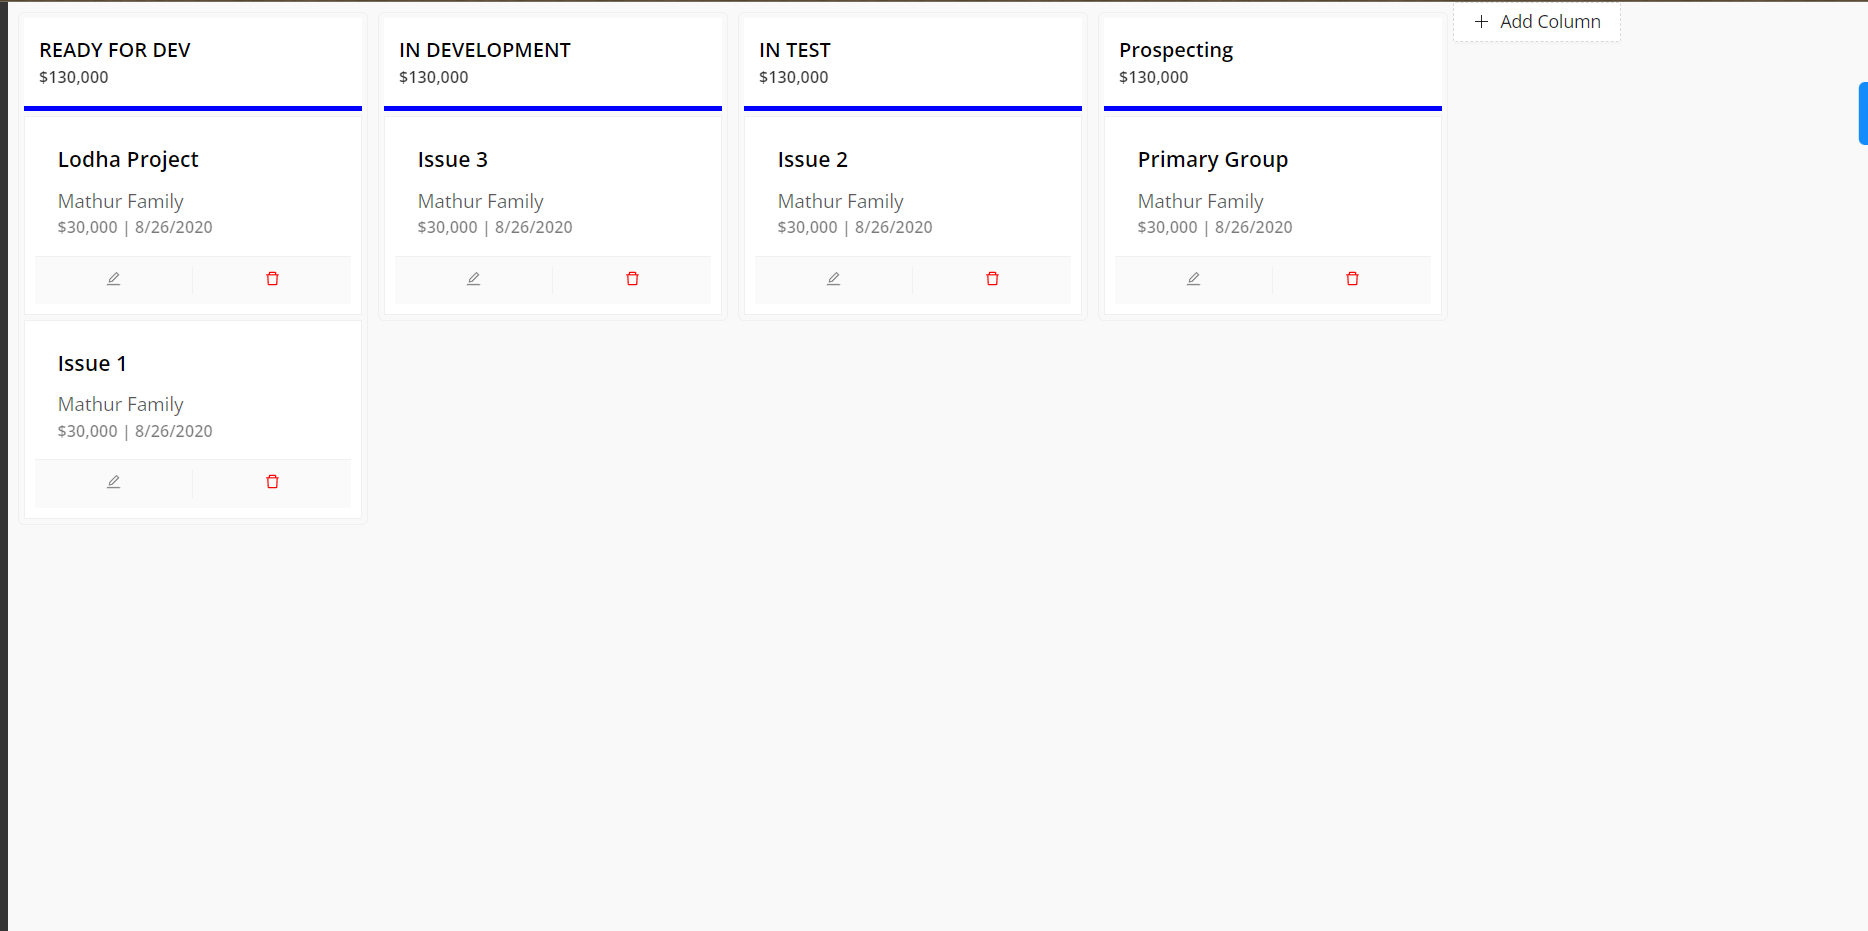 READY FOR DEV
$130,000
Lodha Project
Mathur Family
$30,000 | 8/26/2020
Issue 1
Mathur Family
$30,000 | 8/26/2020
IN DEVELOPMENT
$130,000
Issue 3
Mathur Family
$30,000 | 8/26/2020
IN TEST
$130,000
Issue 2
Mathur Family
$30,000 | 8/26/2020
Prospecting
$130,000
Primary Group
Mathur Family
$30,000 | 8/26/2020
+ Add Column